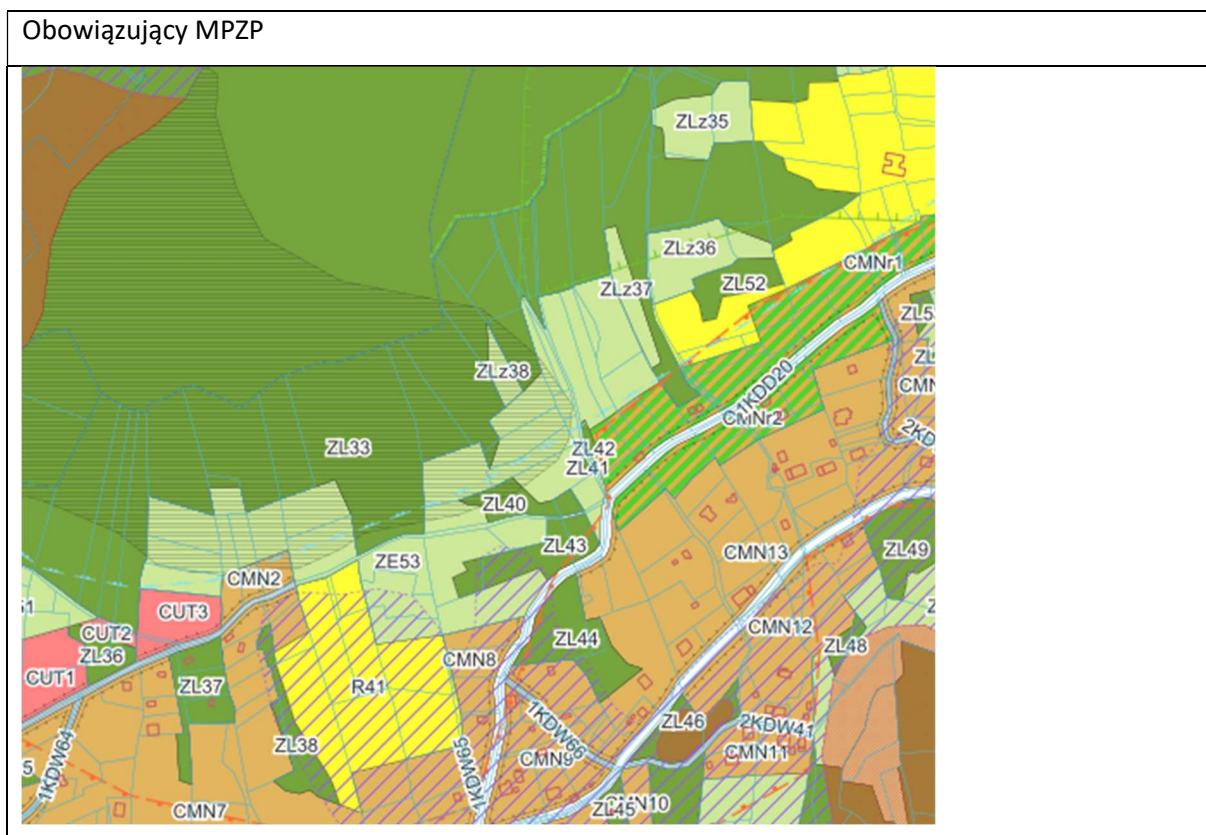 Obowiązujący MPZP
ZLz35
ZLz36
CMNr1
ZLz37
ZL52
ZLz38
1KDD20
CMNr2
ZL33
ZL42
ZL41
ZL40
ZL43
CMN13
ZL49
ZE53
CMN2
CUT3
CUT2
ZL36
CUT1
CMN12
ZL44
ZL48
CMN8
ZL37
R41
1KDW66
ZL46
2KDW41
ZL38
CMN9
CMN11
1KDW64
1KDW65
CMN7
ZL45
CMN10